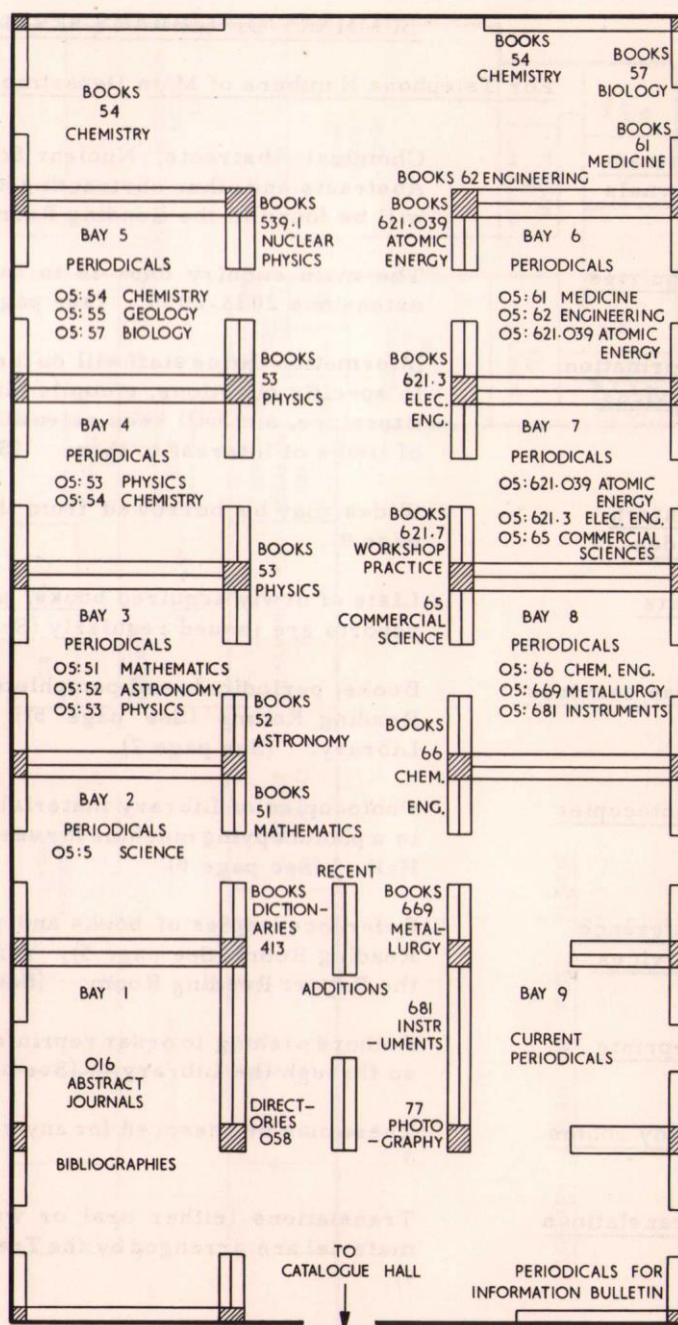 BOOKS
54
CHEMISTRY
BOOKS
57
BIOLOGY
BOOKS
54
CHEMISTRY
BOOKS
61
MEDICINE
BOOKS 62 ENGINEERING
BOOKS
539·1
NUCLEAR
PHYSICS
BOOKS
621·039
ATOMIC
ENERGY
BAY 5
PERIODICALS
O5: 54 CHEMISTRY
O5: 55 GEOLOGY
O5: 57 BIOLOGY
BAY 6
PERIODICALS
O5: 61 MEDICINE
O5: 62 ENGINEERING
O5: 621·039 ATOMIC
ENERGY
BOOKS
53
PHYSICS
BOOKS
621·3
ELEC.
ENG.
BAY 4
PERIODICALS
O5: 53 PHYSICS
O5: 54 CHEMISTRY
BAY 7
PERIODICALS
O5: 621·039 ATOMIC
ENERGY
O5: 621·3 ELEC. ENG.
O5: 65 COMMERCIAL
SCIENCES
BOOKS
53
PHYSICS
BOOKS
621·7
WORKSHOP
PRACTICE
65
COMMERCIAL
SCIENCE
BAY 3
PERIODICALS
O5: 51 MATHEMATICS
O5: 52 ASTRONOMY
O5: 53 PHYSICS
BAY 8
PERIODICALS
O5: 66 CHEM. ENG.
O5: 669 METALLURGY
O5: 681 INSTRUMENTS
BOOKS
52
ASTRONOMY
BOOKS
51
MATHEMATICS
BOOKS
66
CHEM.
ENG.
BAY 2
PERIODICALS
O5: 5 SCIENCE
BOOKS
DICTION-
ARIES
413
RECENT
ADDITIONS
BOOKS
669
METAL-
LURGY
681
INSTR
-UMENTS
BAY 1
O16
ABSTRACT
JOURNALS
BIBLIOGRAPHIES
DIRECT-
ORIES
O58
77
PHOTO
-GRAPHY
BAY 9
CURRENT
PERIODICALS
TO
CATALOGUE HALL
PERIODICALS FOR
INFORMATION BULLETIN